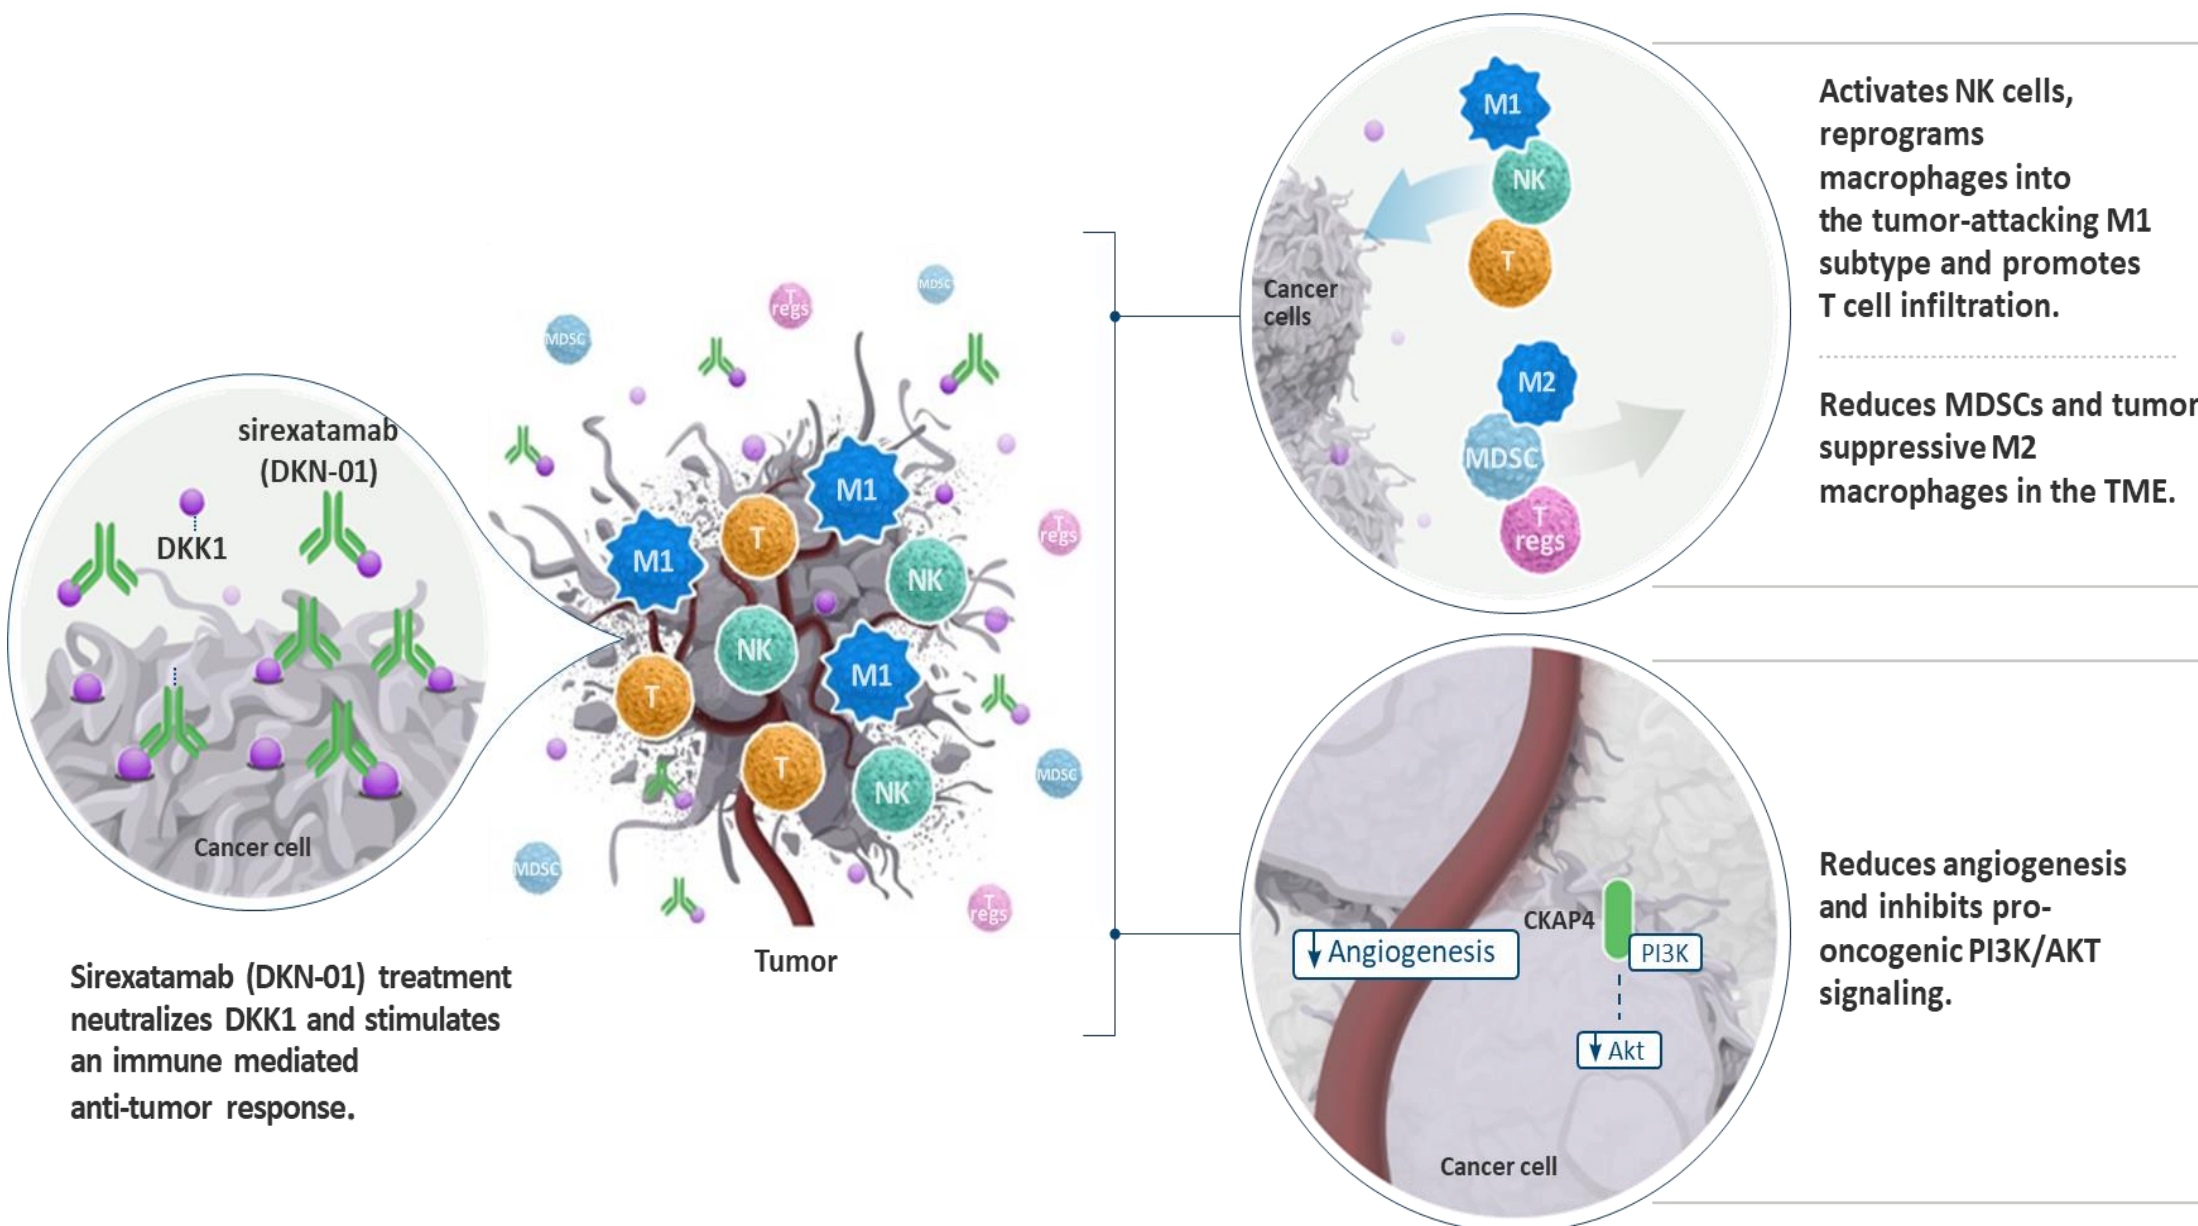 sirexatamab
(DKN-01)
DKK1
Cancer cell
Sirexatamab (DKN-01) treatment
neutralizes DKK1 and stimulates
an immune mediated
anti-tumor response.
MDSC
T
regs
MDSC
M1
T
M1
NK
T
regs
NK
M1
T
T
NK
MDSC
MDSC
T
regs
Tumor
M1
NK
T
Cancer
cells
M2
MDSC
T
regs
Activates NK cells,
reprograms
macrophages into
the tumor-attacking M1
subtype and promotes
T cell infiltration.
Reduces MDSCs and tumor
suppressive M2
macrophages in the TME.
CKAP4
PI3K
↓ Angiogenesis
↓ Akt
Cancer cell
Reduces angiogenesis
and inhibits pro-
oncogenic PI3K/AKT
signaling.